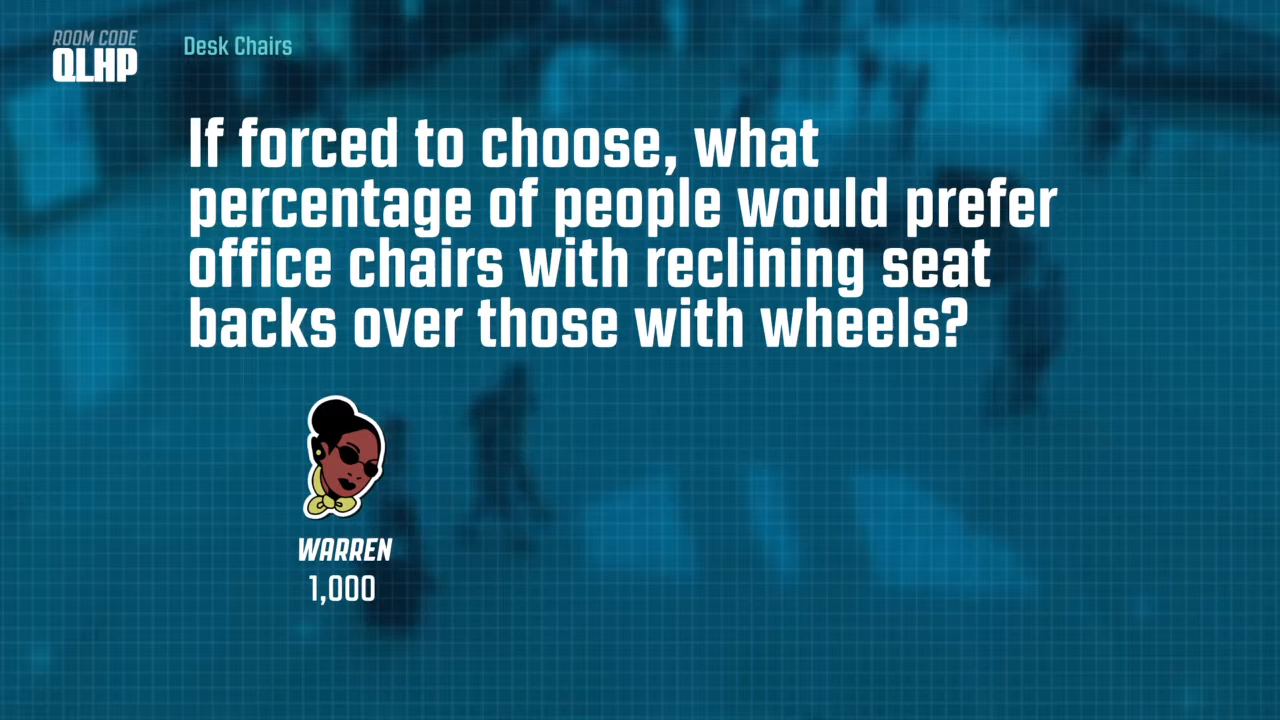 ROOM CODE
QLHP
Desk Chairs
If forced to choose, what
percentage of people would prefer
office chairs with reclining seat
backs over those with wheels?
WARREN
1,000